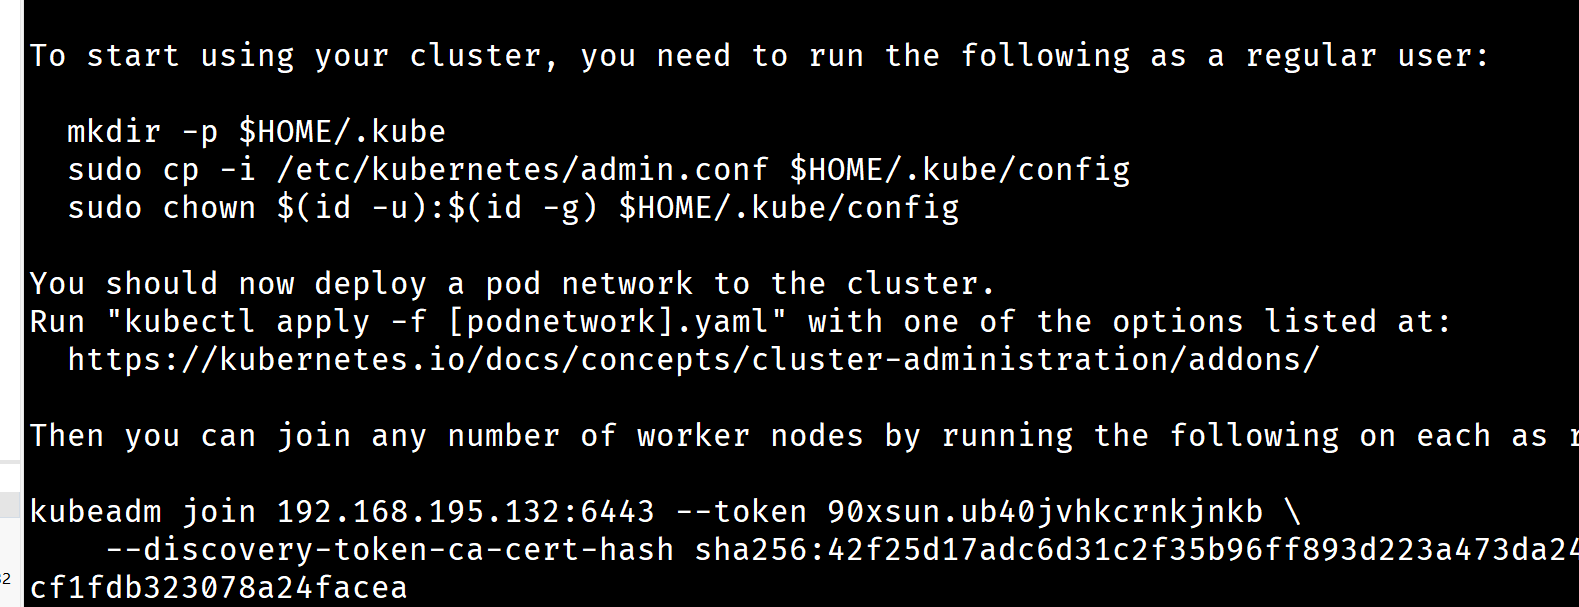 To start using your cluster, you need to run the following as a regular user:
mkdir -p $HOME/.kube
sudo cp -i /etc/kubernetes/admin.conf $HOME/.kube/config
sudo chown $(id -u):$(id -g) $HOME/.kube/config
You should now deploy a pod network to the cluster.
Run "kubectl apply -f [podnetwork].yaml" with one of the options listed at:
https://kubernetes.io/docs/concepts/cluster-administration/addons/
Then you can join any number of worker nodes by running the following on each as
kubeadm join 192.168.195.132:6443 --token 90xsun.ub40jvhkcrnkjnkb \
--discovery-token-ca-cert-hash sha256:42f25d17adc6d31c2f35b96ff893d223a473da24
cf1fdb323078a24facea